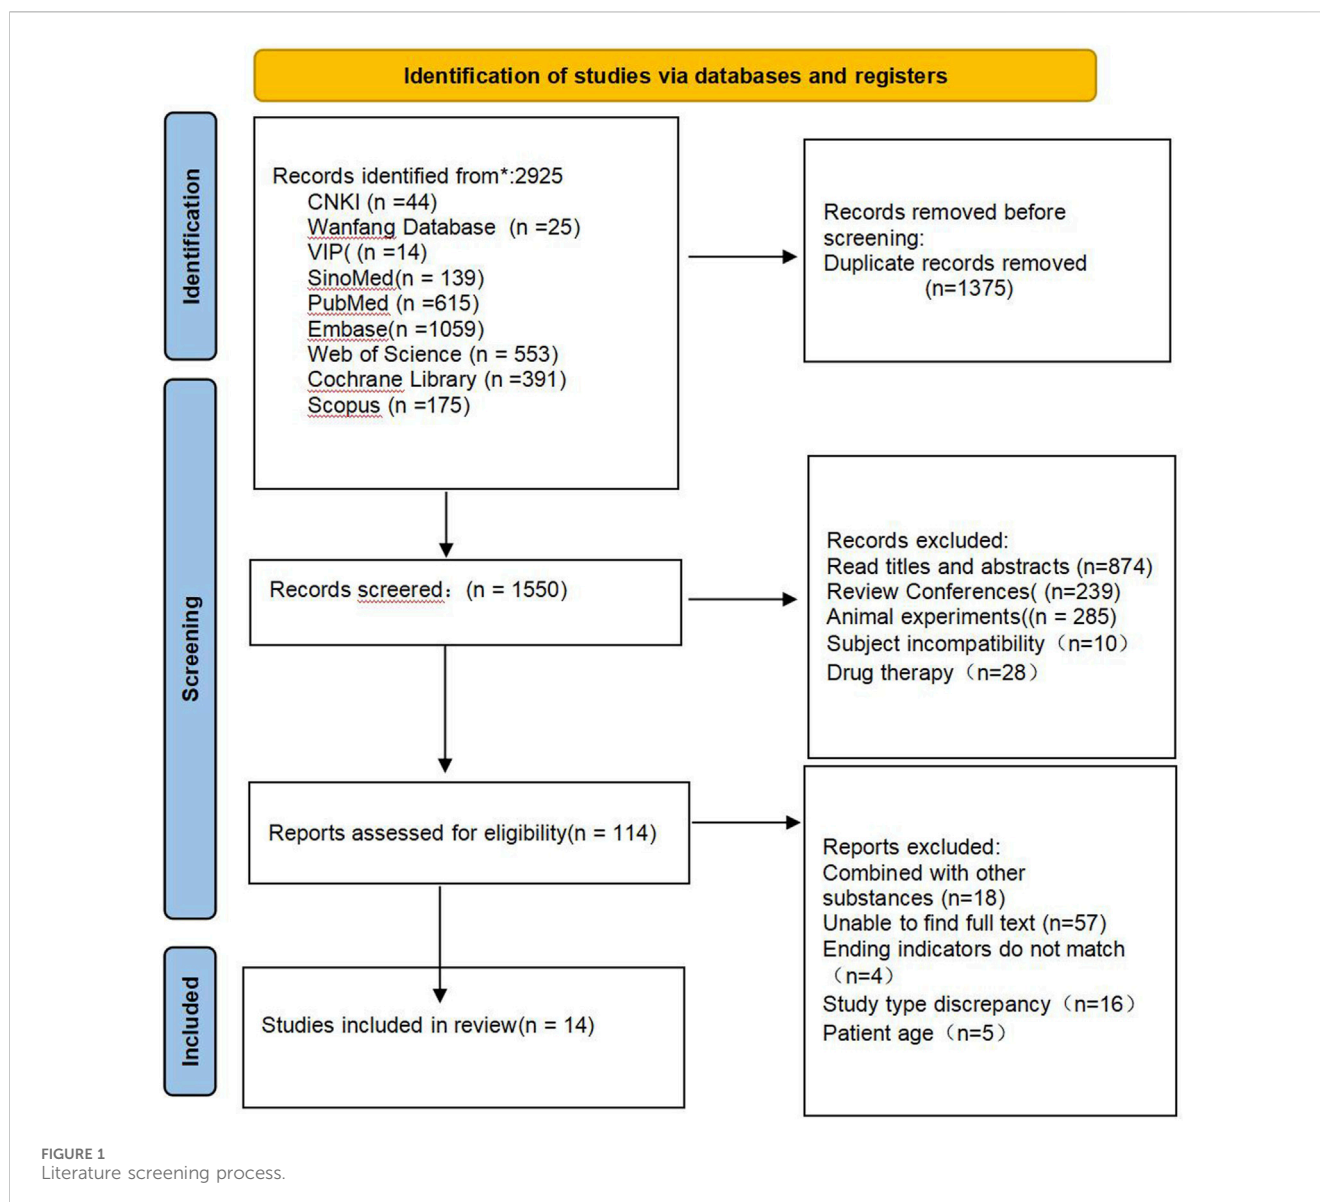 Identification of studies via databases and registers
Identification
Records identified from*:2925
CNKI (n =44)
Wanfang Database  (n =25)
VIP( (n =14)
SinoMed(n = 139)
PubMed (n =615)
Embase(n =1059)
Web of Science (n = 553)
Cochrane Library (n =391)
Scopus (n =175)
Records removed before
screening:
Duplicate records removed
(n=1375)
Screening
Records screred：(n = 1550)
Records excluded:
Read titles and abstracts (n=874)
Review Conferences( (n=239)
Animal experiments((n = 285)
Subject incompatibility（n=10）
Drug therapy（n=28）
Reports assessed for eligibility(n = 114)
Reports excluded:
Combined with other
substances (n=18)
Unable to find full text (n=57)
Ending indicators do not match
（n=4）
Study type discrepancy（n=16）
Patient age（n=5）
Included
Studies included in review(n = 14)
FIGURE 1
Literature screening process.